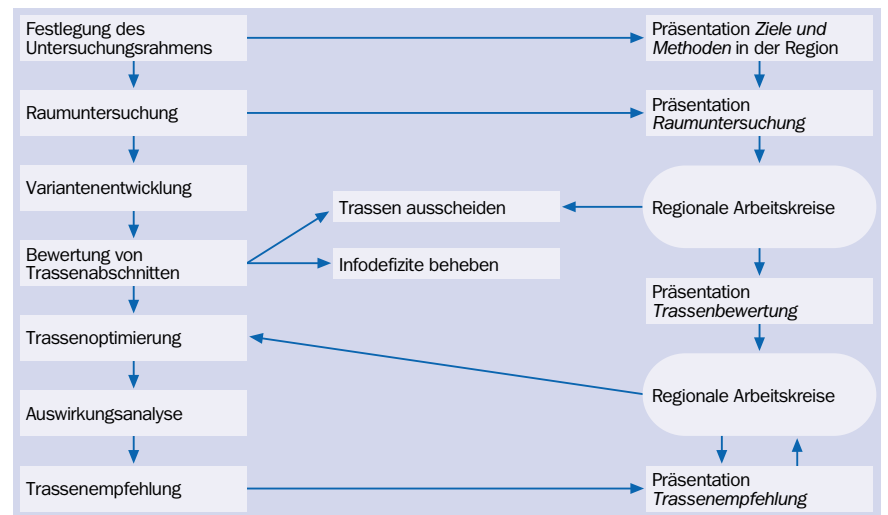 Festlegung des
Untersuchungsrahmens
Präsentation Ziele und
Methoden in der Region
Raumuntersuchung
Präsentation
Raumuntersuchung
Variantenentwicklung
Trassen ausscheiden
Regionale Arbeitskreise
Bewertung von
Trassenabschnitten
Infodefizite beheben
Präsentation
Trassenbewertung
Trassenoptimierung
Regionale Arbeitskreise
Auswirkungsanalyse
Trassenempfehlung
Präsentation
Trassenempfehlung